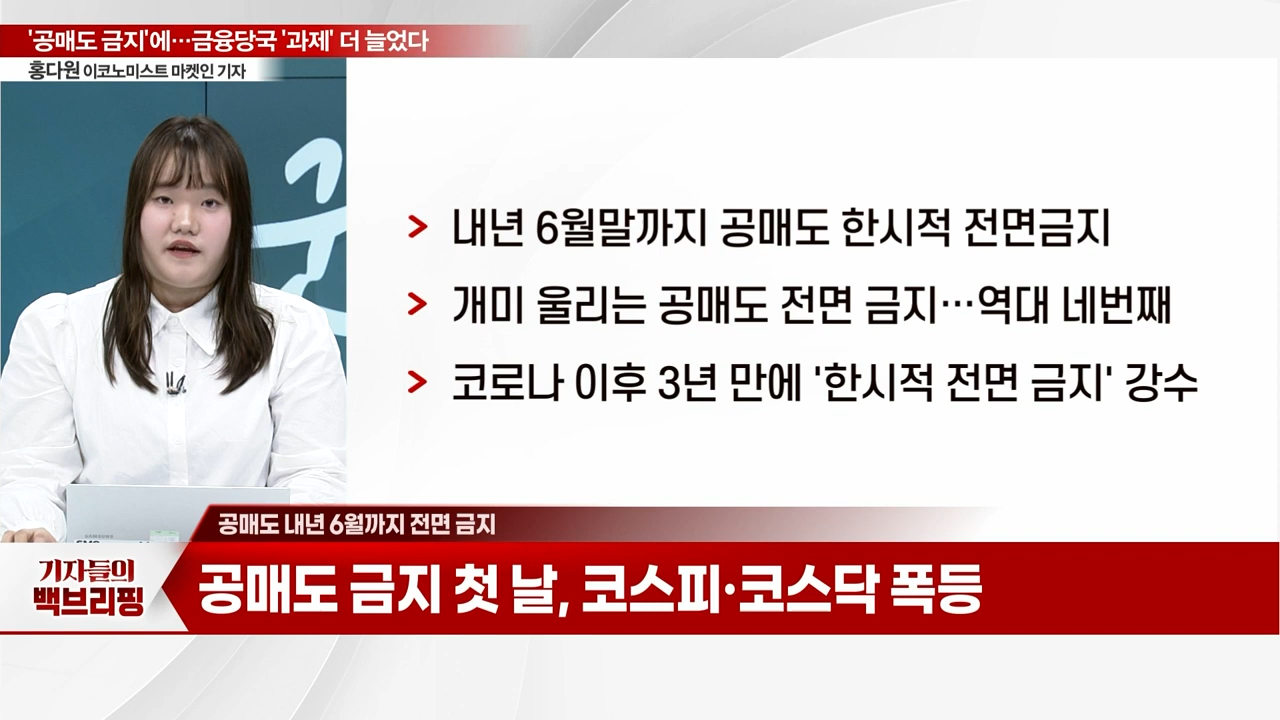 '공매도 금지'에…금융당국 '과제' 더 늘었다
홍다원 이코노미스트 마켓인 기자
> 내년 6월말까지 공매도 한시적 전면금지
> 개미 울리는 공매도 전면 금지…역대 네번째
> 코로나 이후 3년 만에 '한시적 전면 금지' 강수
공매도 내년 6월까지 전면 금지
기자들의
백브리핑
공매도 금지 첫 날, 코스피·코스닥 폭등
SAMSUNG